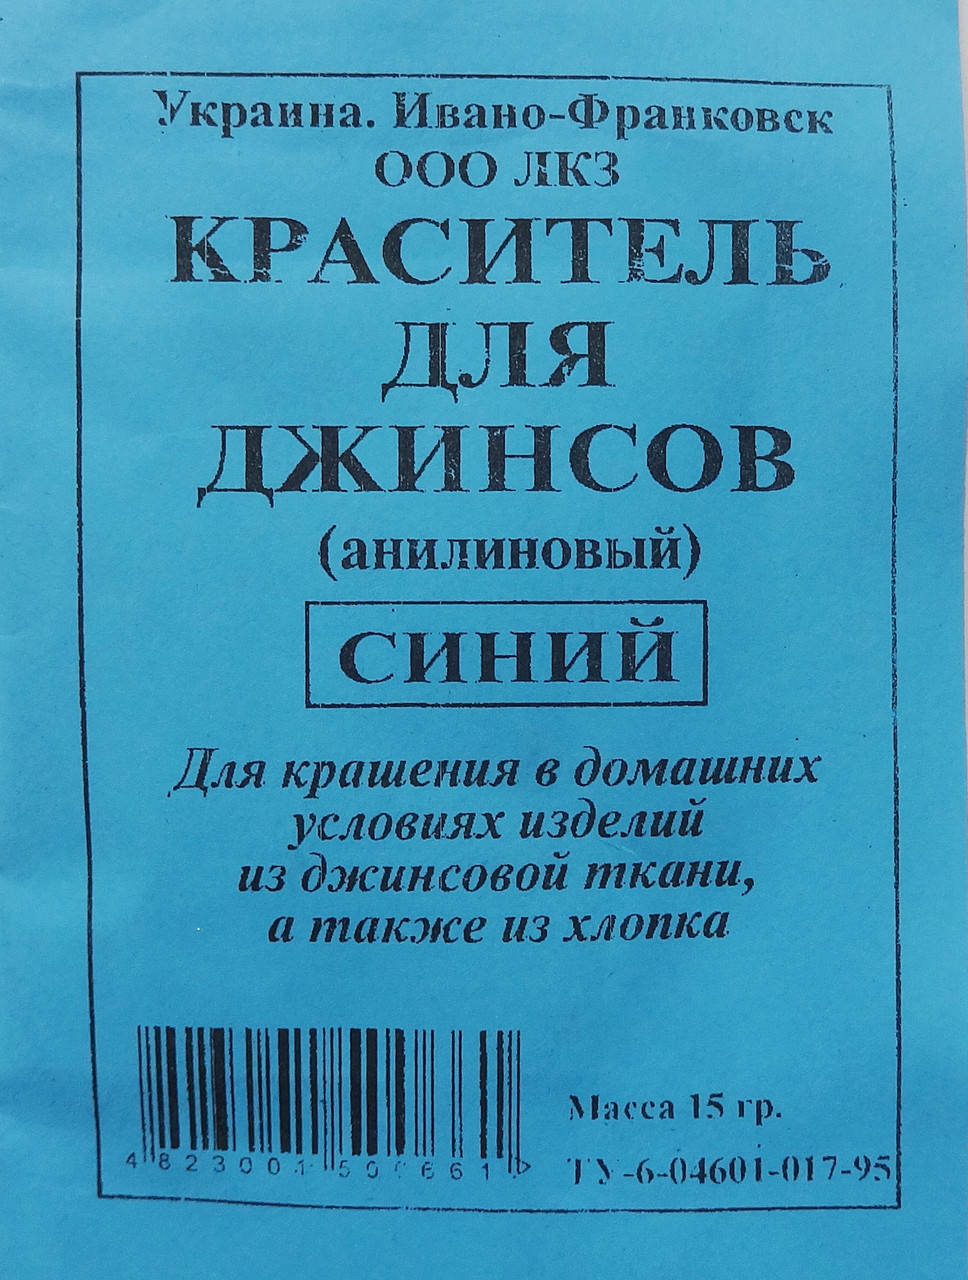 Украина. Ивано-Франковск
ООО ЛКЗ
КРАСИТЕЛЬ
ДЛЯ
ДЖИНСОВ
(анилиновый)
СИНИЙ
Для крашения в домашних
условиях изделий
из джинсовой ткани,
а также из хлопка
Масса 15 гр.
ТУ-6-04601-017-95